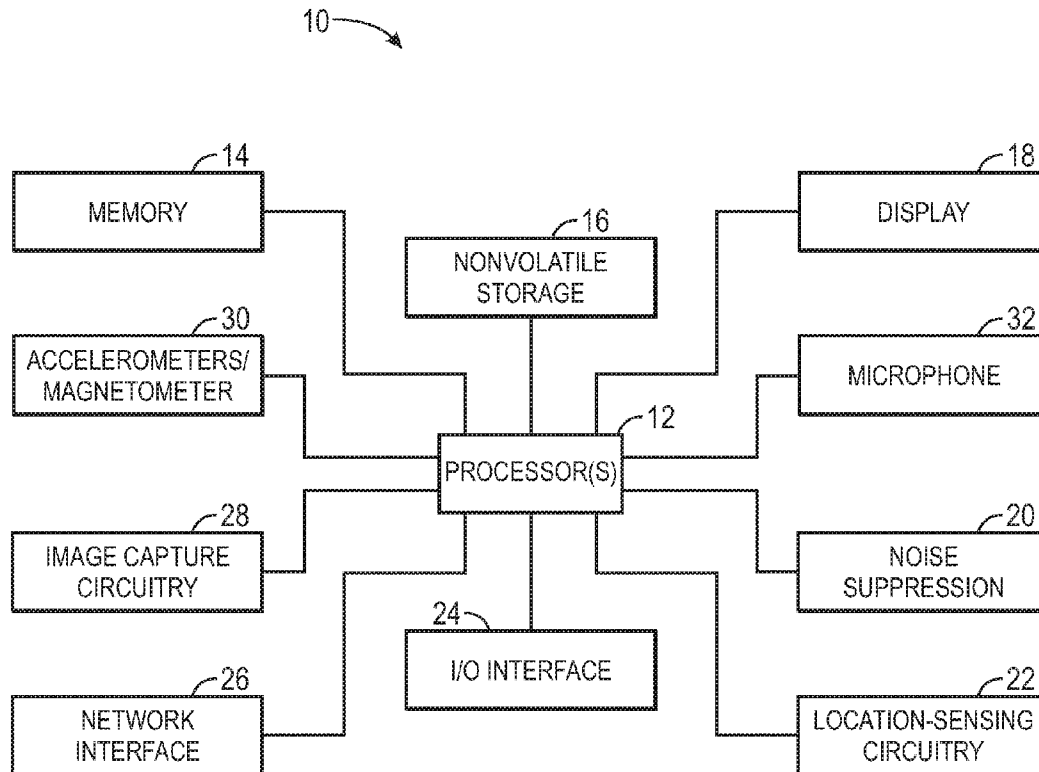 10
14
MEMORY
18
DISPLAY
16
NONVOLATILE
STORAGE
30
ACCELEROMETERS/
MAGNETOMETER
32
MICROPHONE
12
PROCESSOR(S)
28
IMAGE CAPTURE
CIRCUITRY
20
NOISE
SUPPRESSION
24
I/O INTERFACE
26
NETWORK
INTERFACE
22
LOCATION-SENSING
CIRCUITRY